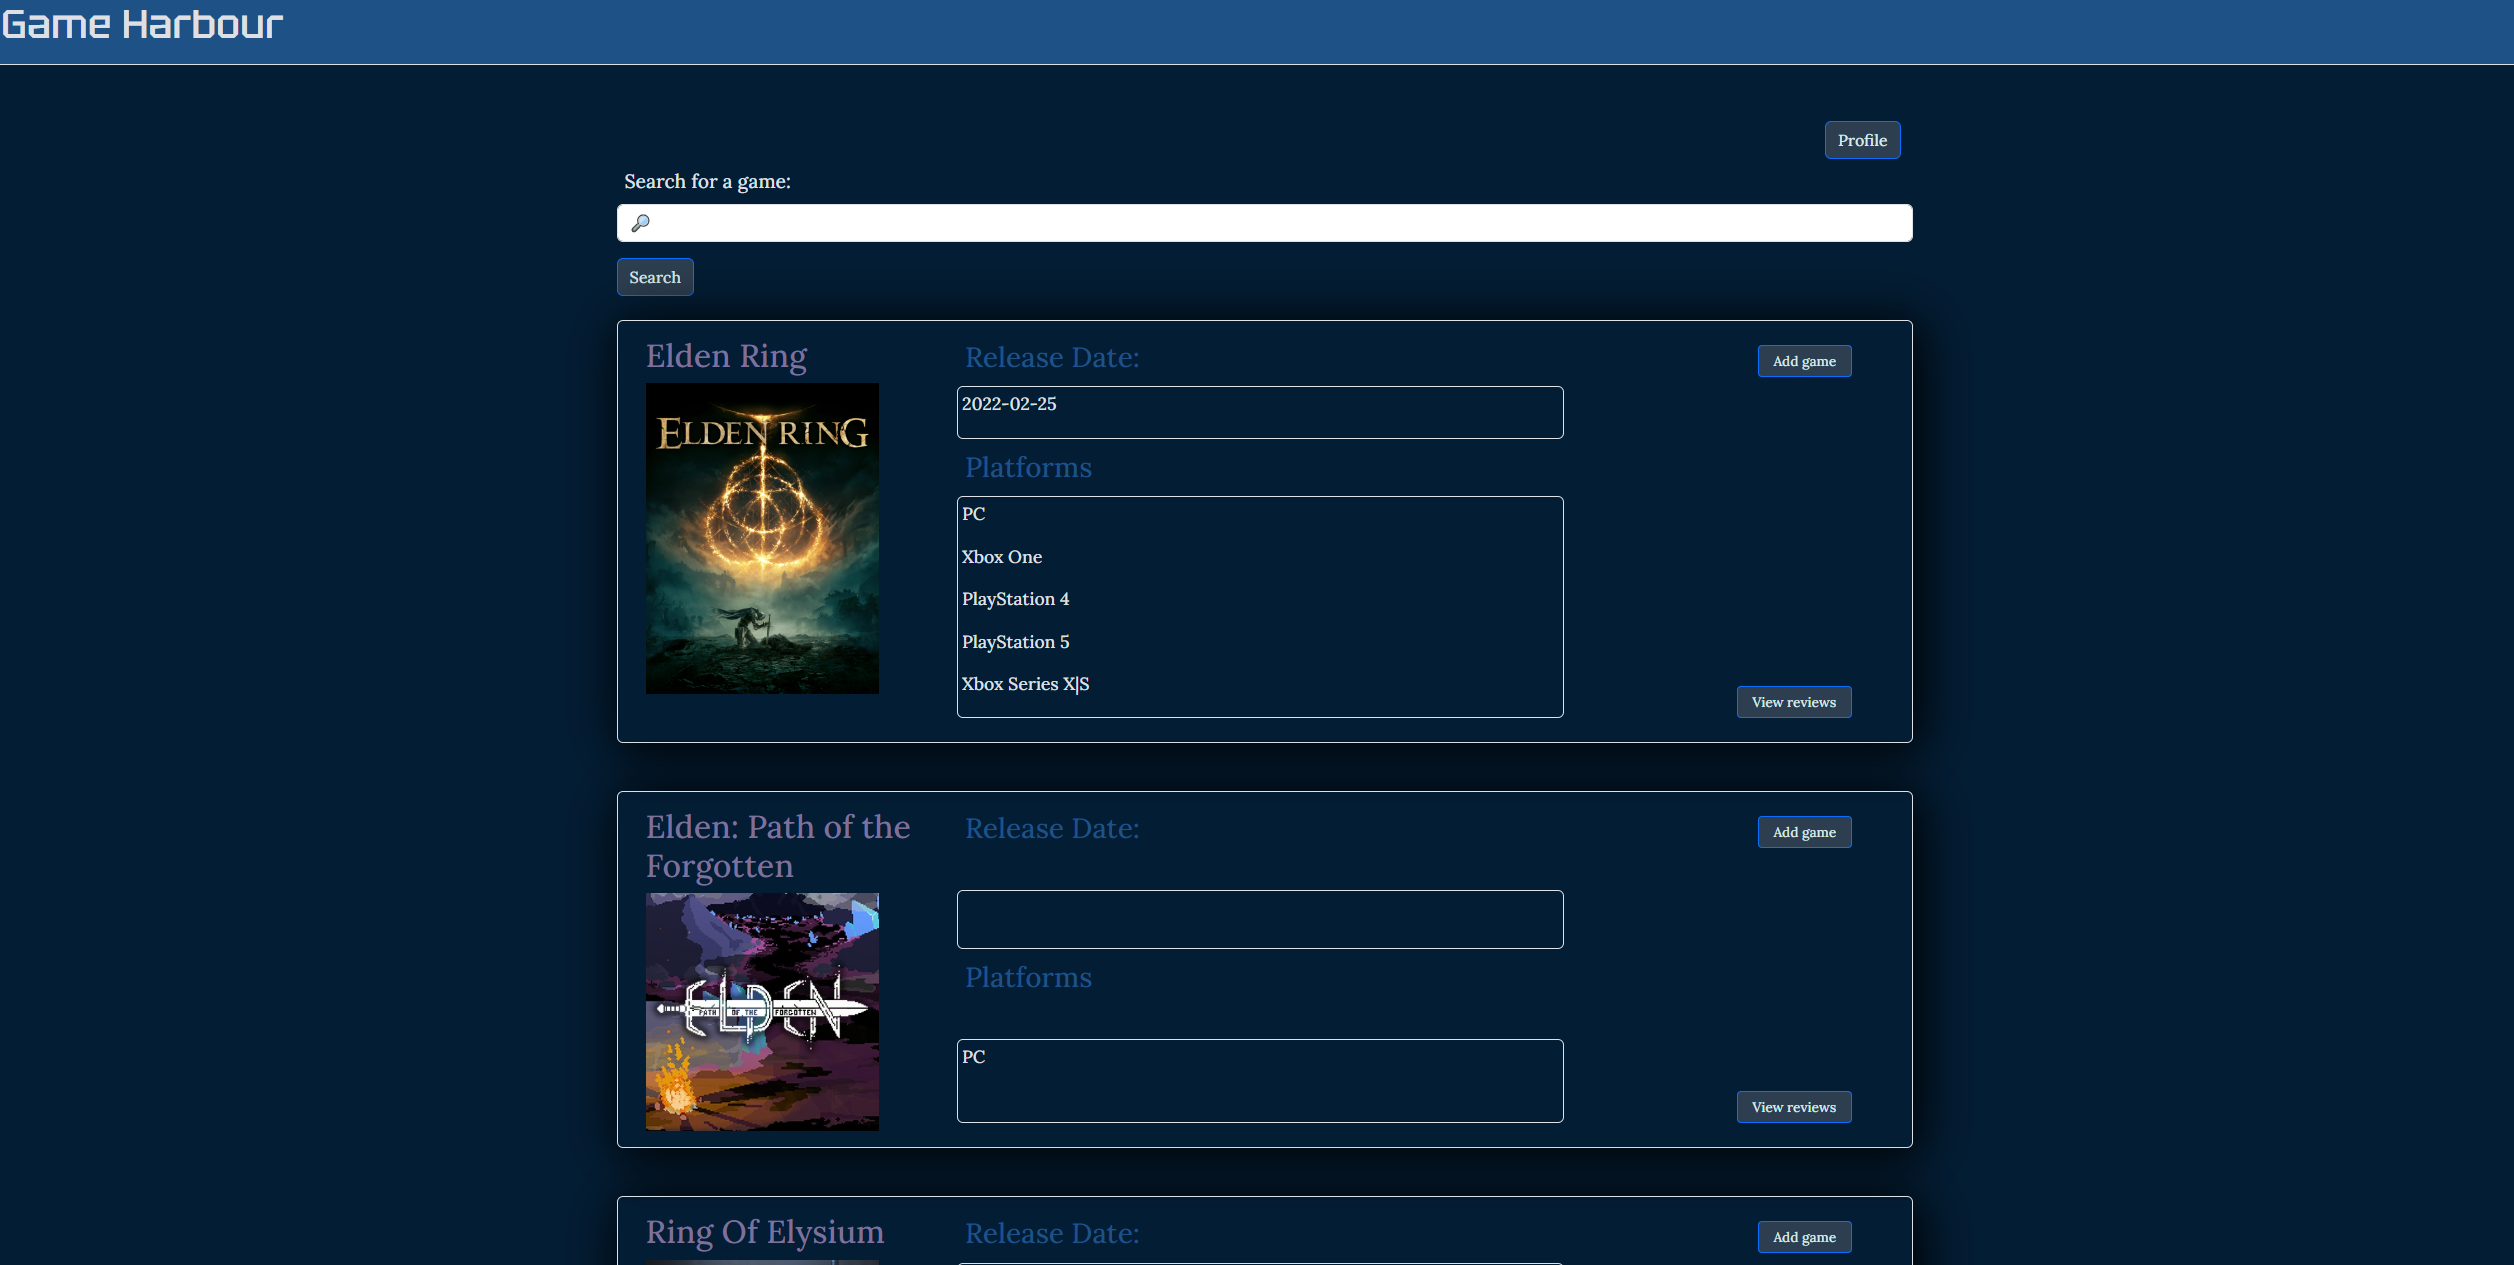 Game Harbour
Profile
Search for a game:
Search
Elden Ring
ELDEN RING
Release Date:
2022-02-25
Platforms
PC
Xbox One
PlayStation 4
PlayStation 5
Xbox Series X|S
Add game
View reviews
Elden: Path of the
Forgotten
ELDEN
PATH OF THE FORGOTTEN
Release Date:
Platforms
PC
Add game
View reviews
Ring Of Elysium
Release Date:
Add game